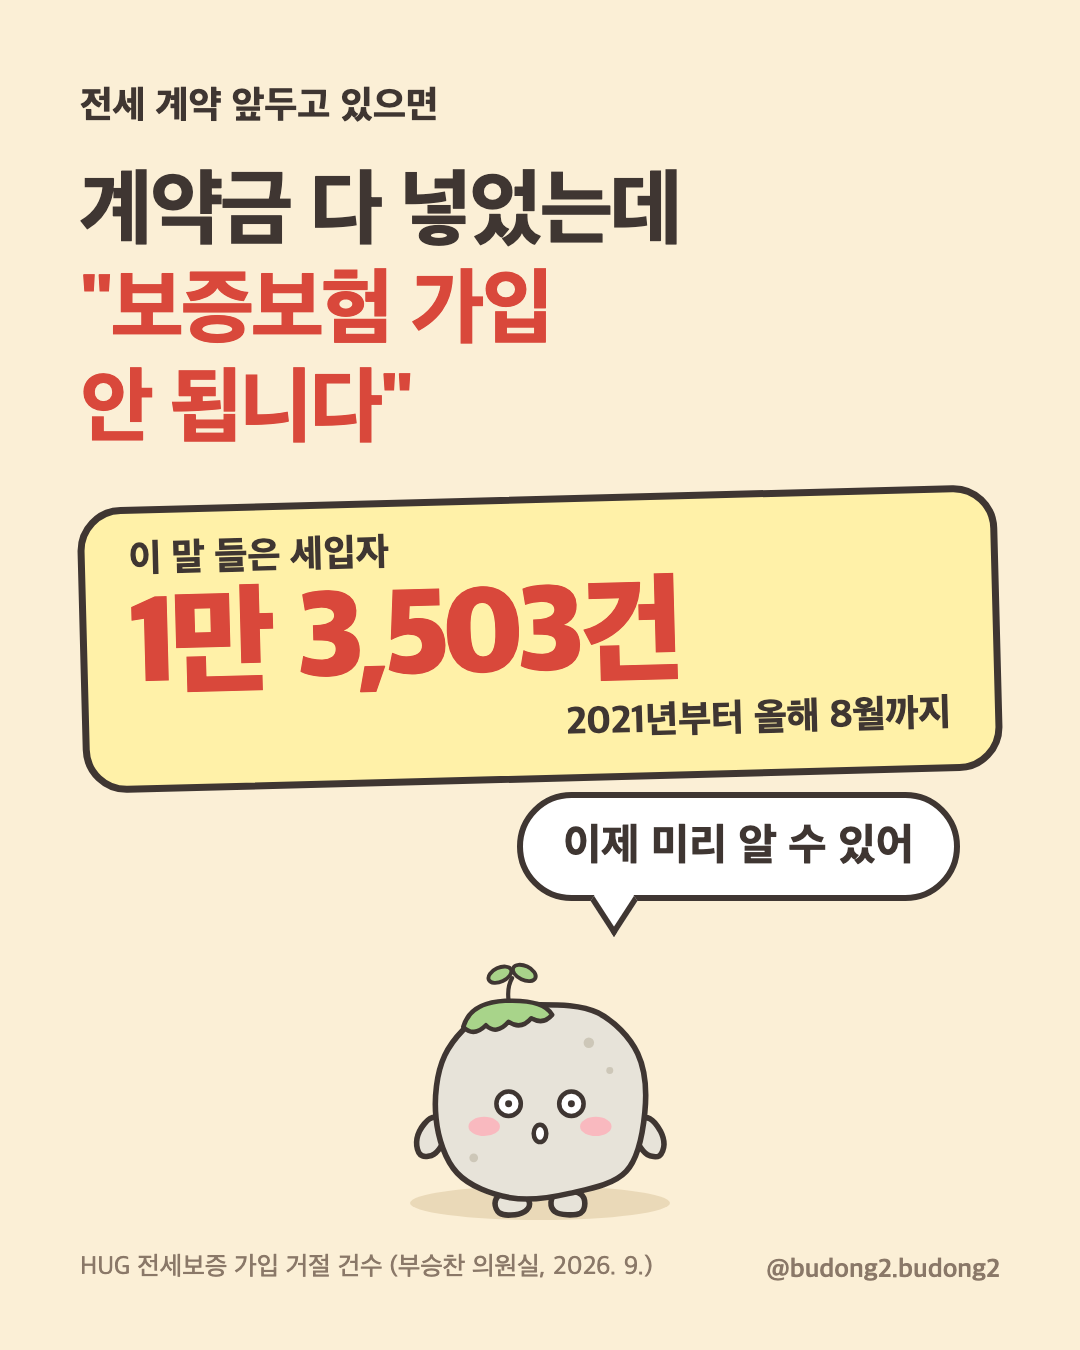 전세 계약 앞두고 있으면
계약금 다 넣었는데
"보증보험 가입
안 됩니다"
이 말 들은 세입자
1만 3,503건
2021년부터 올해 8월까지
이제 미리 알 수 있어
HUG 전세보증 가입 거절 건수 (부승찬 의원실, 2026. 9.)
@budong2.budong2